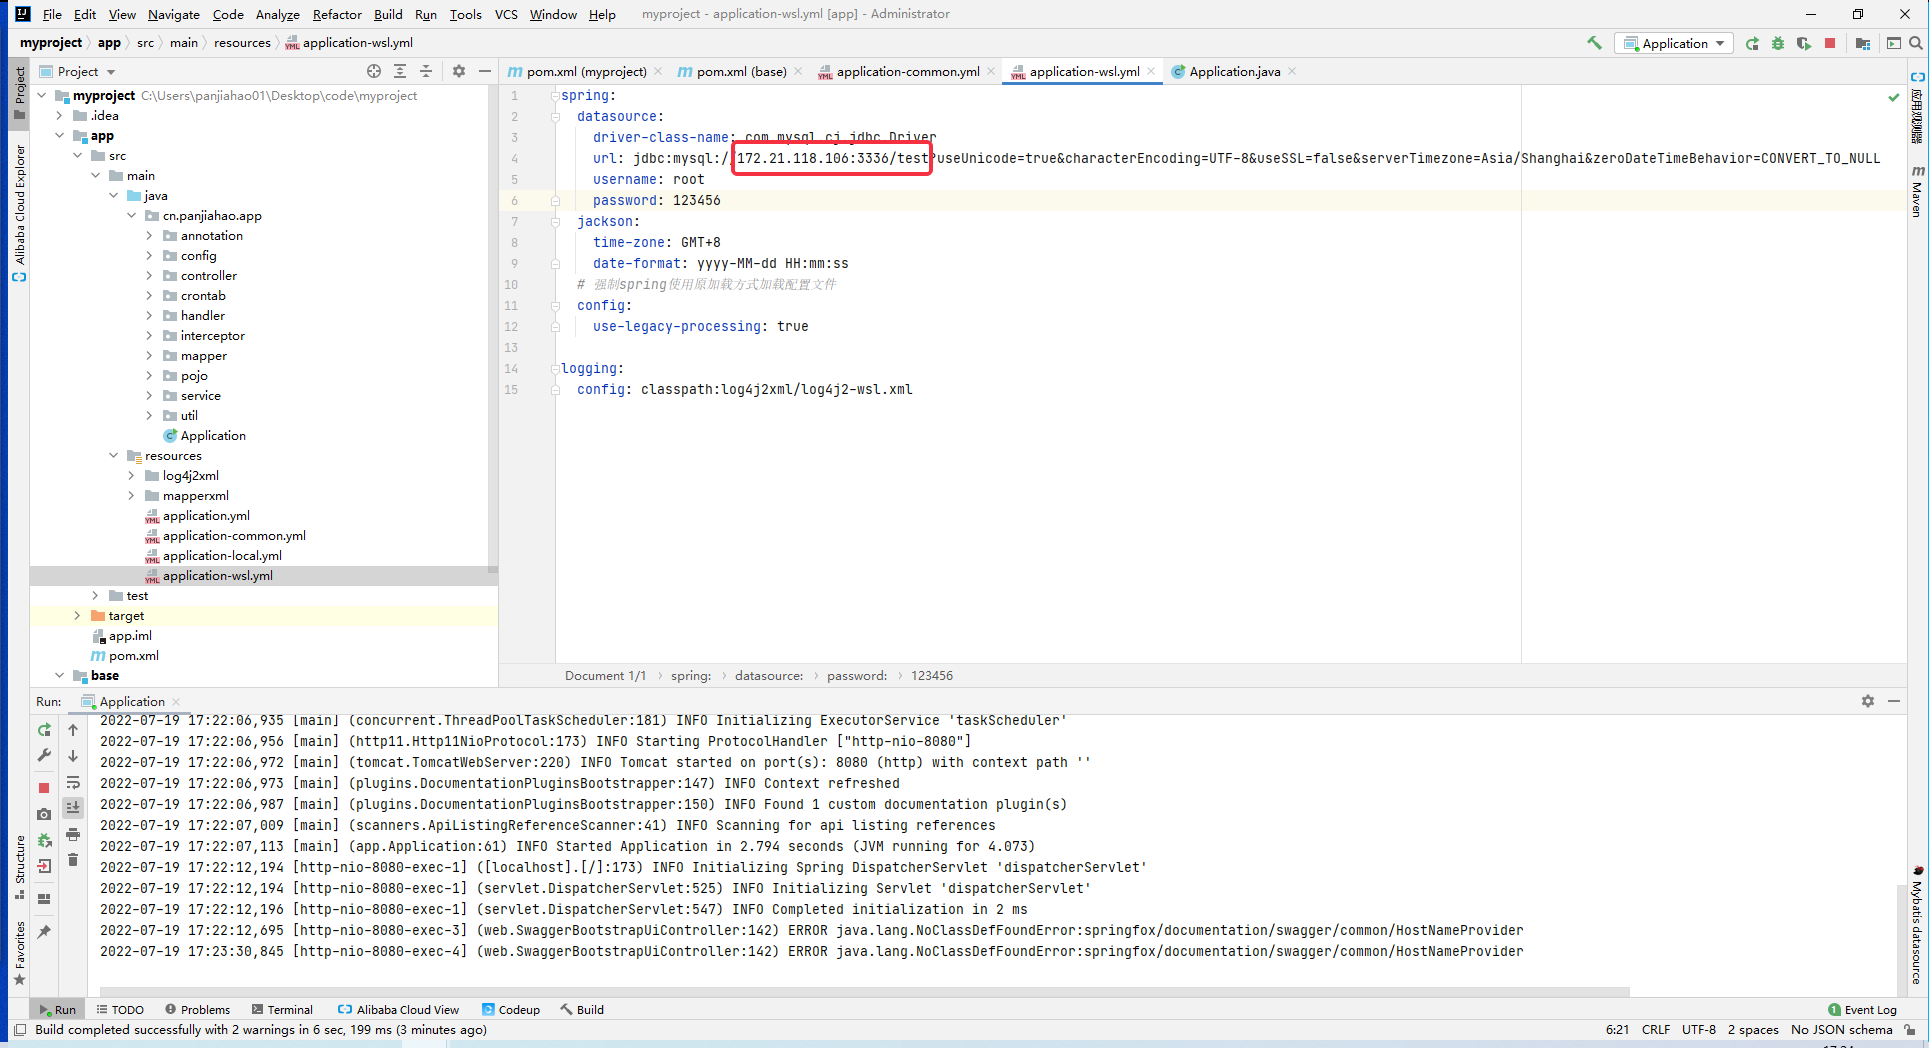 File Edit View Navigate Code Analyze Refactor Build Run Tools VCS Window Help myproject - application-wsl.yml [app] - Administrator
myproject app src main resources application-wsl.yml Application
Project
pom.xml (myproject) pom.xml (base) application-common.yml application-wsl.yml Application.java
myproject C:\Users\panjiahao01\Desktop\code\myproject
.idea
app
src
main
java
cn.panjiahao.app
annotation
config
controller
crontab
handler
interceptor
mapper
pojo
service
util
Application
resources
log4j2xml
mapperxml
application.yml
application-common.yml
application-local.yml
application-wsl.yml
test
target
app.iml
pom.xml
base
1 spring:
2 datasource:
3 driver-class-name: com.mysql.cj.jdbc.Driver
4 url: jdbc:mysql://172.21.118.106:3336/test?useUnicode=true&characterEncoding=UTF-8&useSSL=false&serverTimezone=Asia/Shanghai&zeroDateTimeBehavior=CONVERT_TO_NULL
5 username: root
6 password: 123456
7 jackson:
8 time-zone: GMT+8
9 date-format: yyyy-MM-dd HH:mm:ss
10 # 强制spring使用原加载方式加载配置文件
11 config:
12 use-legacy-processing: true
13
14 logging:
15 config: classpath:log4j2xml/log4j2-wsl.xml
Document 1/1 spring: datasource: password: 123456
Project
Alibaba Cloud Explorer
Structure
Favorites
应用观测器
Maven
Mybatis datasource
Run: Application
2022-07-19 17:22:06,935 [main] (concurrent.ThreadPoolTaskScheduler:181) INFO Initializing ExecutorService 'taskScheduler'
2022-07-19 17:22:06,956 [main] (http11.Http11NioProtocol:173) INFO Starting ProtocolHandler ["http-nio-8080"]
2022-07-19 17:22:06,972 [main] (tomcat.TomcatWebServer:220) INFO Tomcat started on port(s): 8080 (http) with context path ''
2022-07-19 17:22:06,973 [main] (plugins.DocumentationPluginsBootstrapper:147) INFO Context refreshed
2022-07-19 17:22:06,987 [main] (plugins.DocumentationPluginsBootstrapper:150) INFO Found 1 custom documentation plugin(s)
2022-07-19 17:22:07,009 [main] (scanners.ApiListingReferenceScanner:41) INFO Scanning for api listing references
2022-07-19 17:22:07,113 [main] (app.Application:61) INFO Started Application in 2.794 seconds (JVM running for 4.073)
2022-07-19 17:22:12,194 [http-nio-8080-exec-1] ([localhost].[/]:173) INFO Initializing Spring DispatcherServlet 'dispatcherServlet'
2022-07-19 17:22:12,194 [http-nio-8080-exec-1] (servlet.DispatcherServlet:525) INFO Initializing Servlet 'dispatcherServlet'
2022-07-19 17:22:12,196 [http-nio-8080-exec-1] (servlet.DispatcherServlet:547) INFO Completed initialization in 2 ms
2022-07-19 17:22:12,695 [http-nio-8080-exec-3] (web.SwaggerBootstrapUiController:142) ERROR java.lang.NoClassDefFoundError:springfox/documentation/swagger/common/HostNameProvider
2022-07-19 17:23:30,845 [http-nio-8080-exec-4] (web.SwaggerBootstrapUiController:142) ERROR java.lang.NoClassDefFoundError:springfox/documentation/swagger/common/HostNameProvider
Run TODO Problems Terminal Alibaba Cloud View Codeup Build 1 Event Log
Build completed successfully with 2 warnings in 6 sec, 199 ms (3 minutes ago) 6:21 CRLF UTF-8 2 spaces No JSON schema